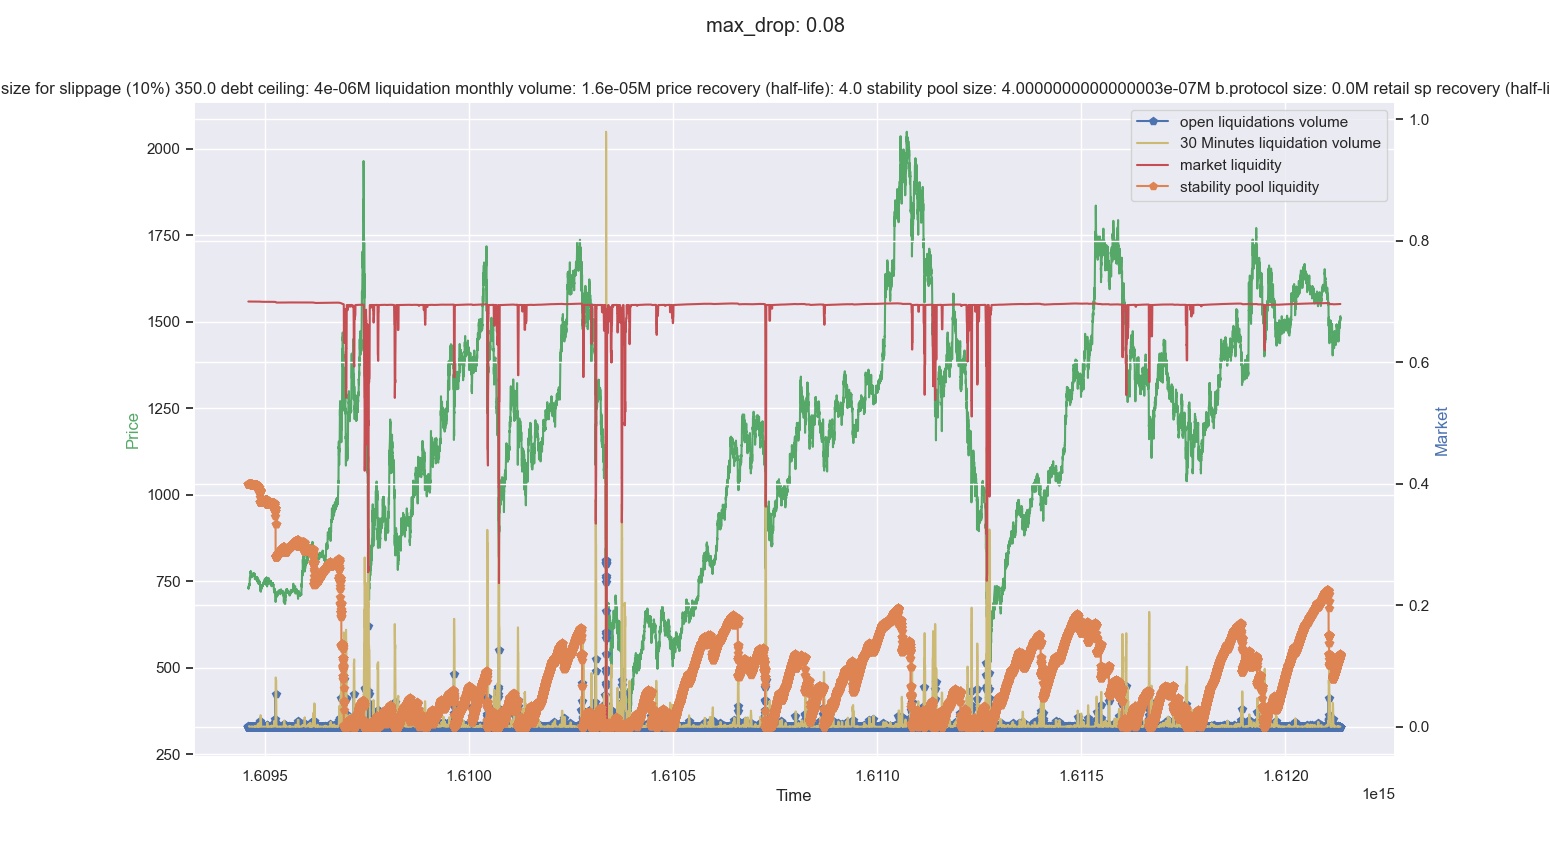 max_drop: 0.08
size for slippage (10%) 350.0 debt ceiling: 4e-06M liquidation monthly volume: 1.6e-05M price recovery (half-life): 4.0 stability pool size: 4.0000000000000003e-07M b.protocol size: 0.0M retail sp recovery (half-li
open liquidations volume
30 Minutes liquidation volume
market liquidity
stability pool liquidity
2000
1750
1500
1250
1000
750
500
250
Price
1.0
0.8
0.6
0.4
0.2
0.0
Market
1.6095 1.6100 1.6105 1.6110 1.6115 1.6120
Time
1e15